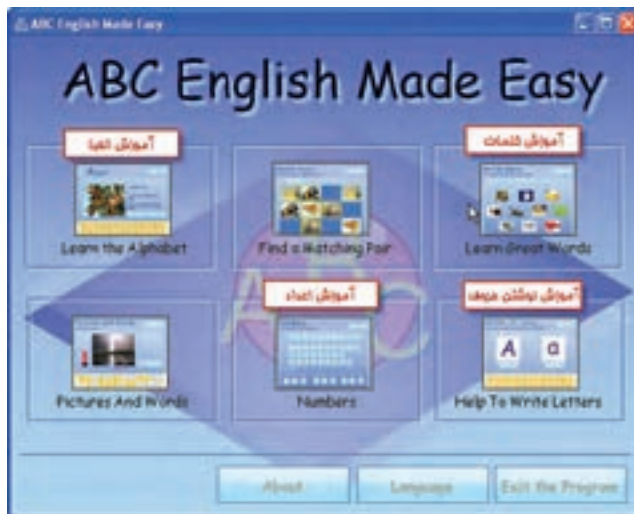 ABC English Made Easy
ABC English Made Easy
آموزش الفبا
Learn the Alphabet
Find a Matching Pair
آموزش کلمات
Learn Great Words
ABC
Pictures And Words
آموزش اعداد
Numbers
آموزش نوشتن حروف
A a
Help To Write Letters
About
Language
Exit the Program